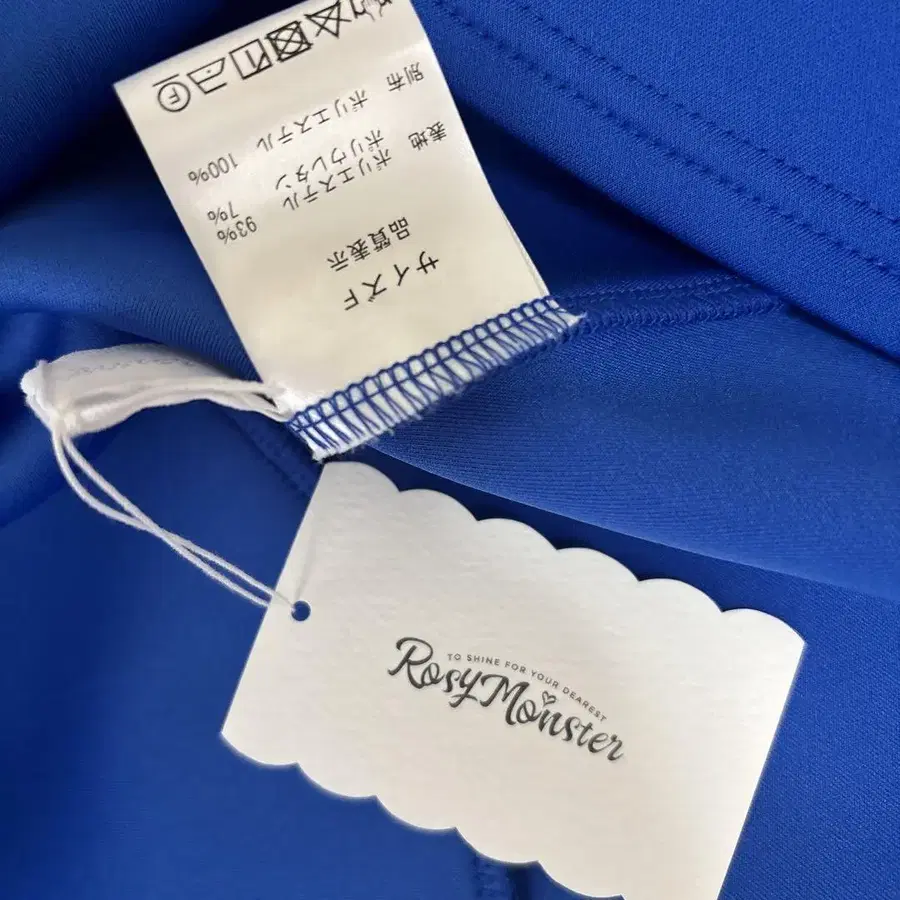 サイズF
品質表示
表地 ポリエステル 93%
ポリウレタン 7%
別布 ポリエステル 100%
F
TO SHINE FOR YOUR DEAREST
RosyMonster